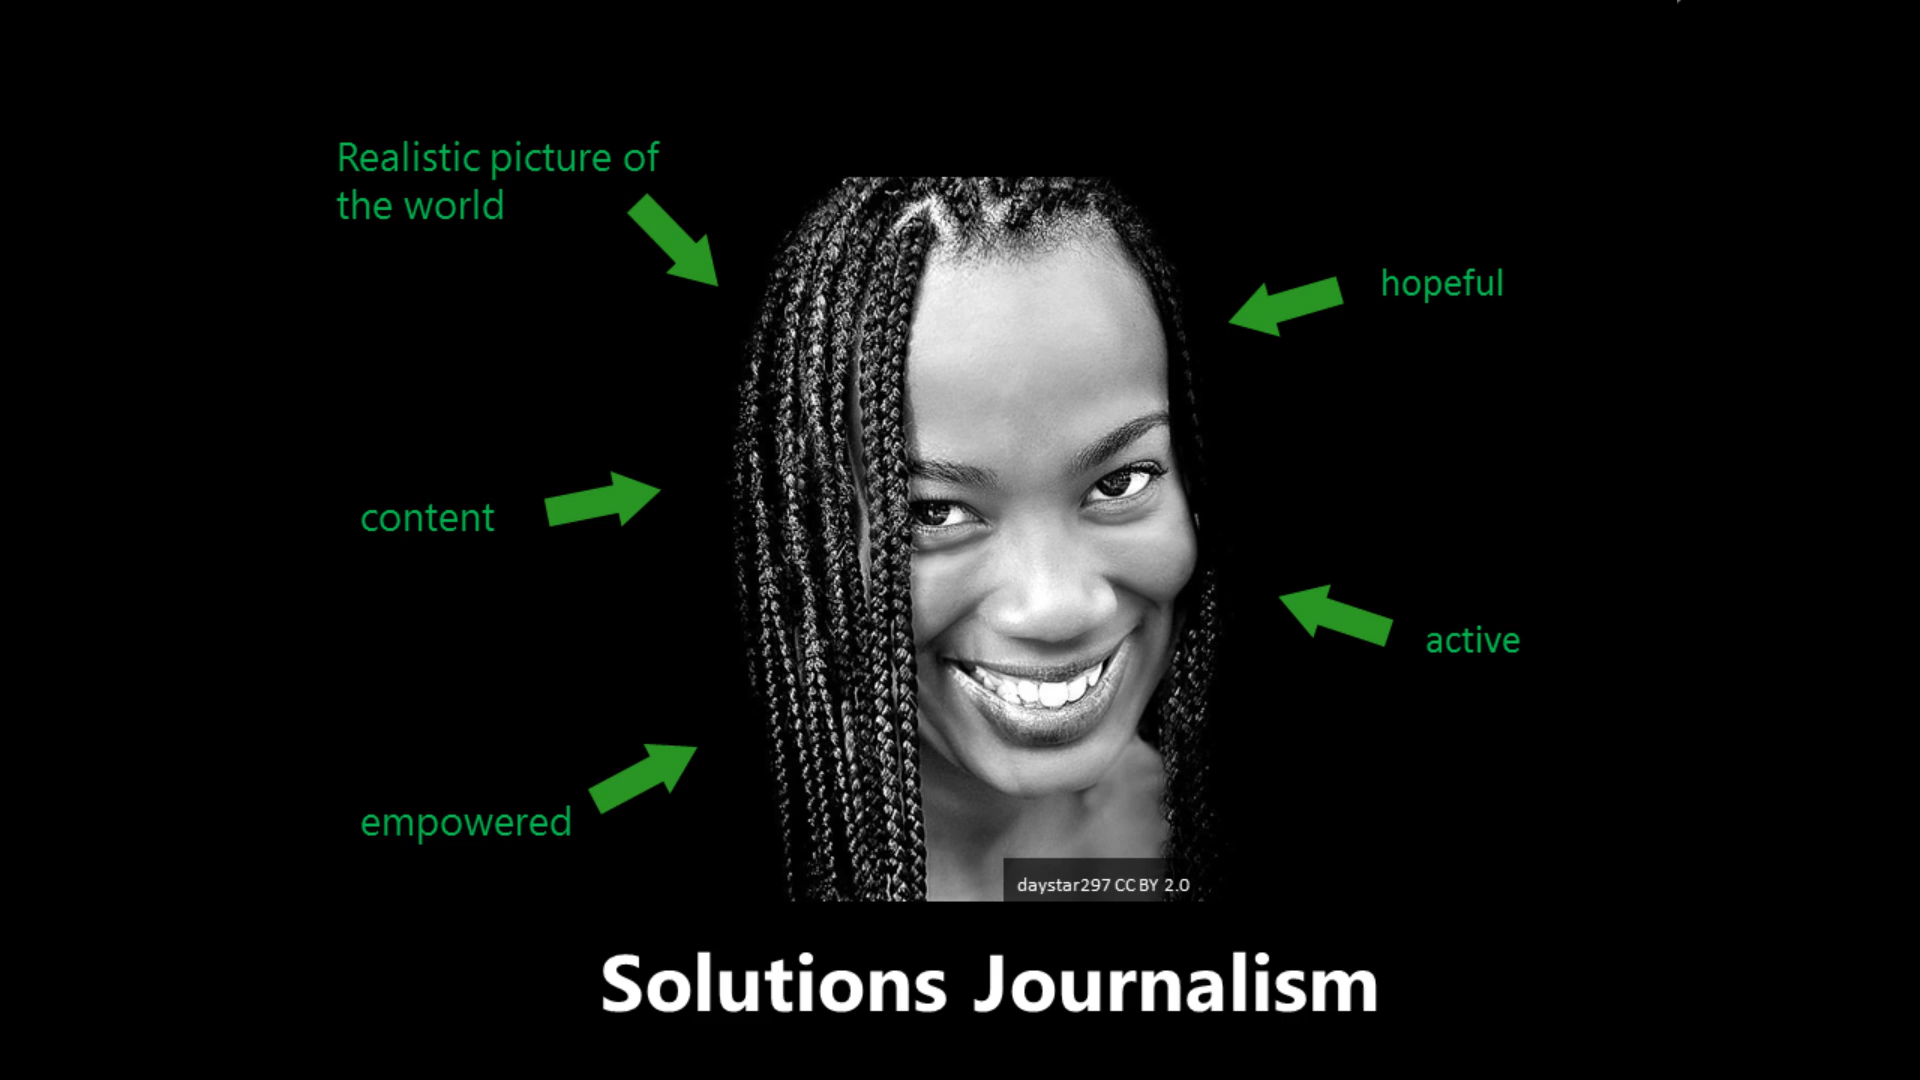 Realistic picture of
the world
hopeful
content
active
empowered
daystar297 CC BY 2.0
Solutions Journalism